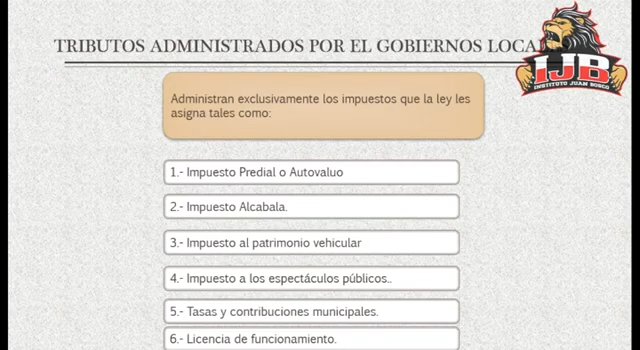 TRIBUTOS ADMINISTRADOS POR EL GOBIERNOS
IJB
INSTITUTO JUAN BOSCO
Administran exclusivamente los impuestos que la ley les
asigna tales como:
1.- Impuesto Predial o Autovaluo
2.- Impuesto Alcabala.
3.- Impuesto al patrimonio vehicular
4.- Impuesto a los espectáculos públicos..
5.- Tasas y contribuciones municipales.
6.- Licencia de funcionamiento.